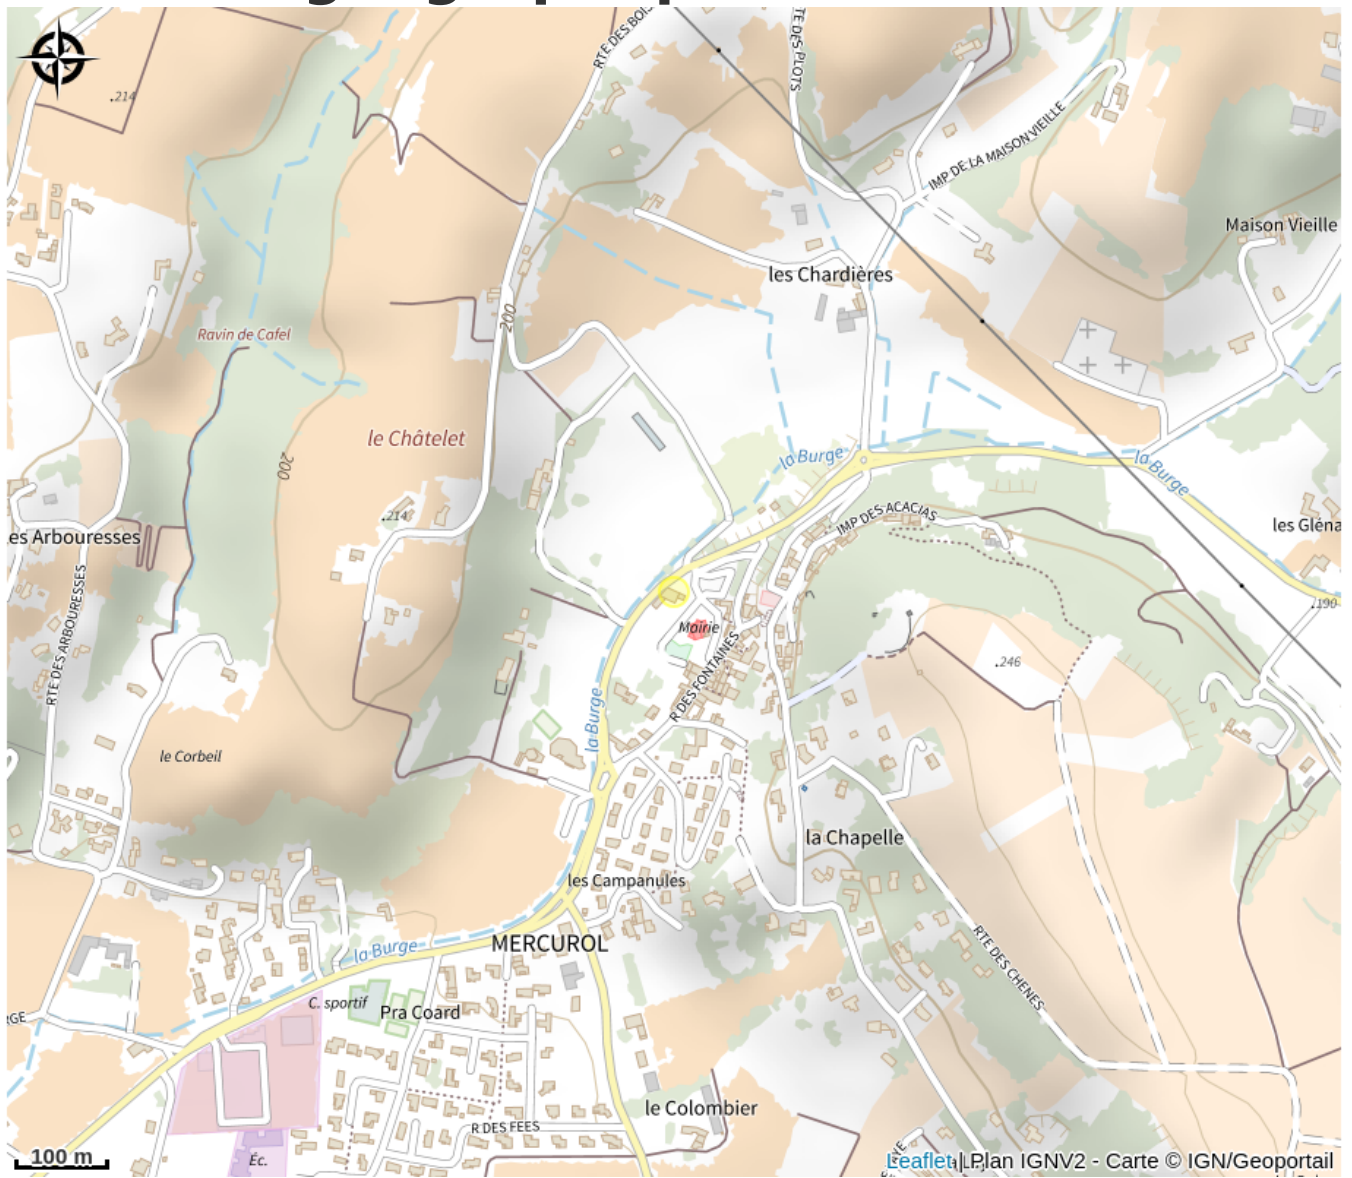 RTE DES BOIS
RTE DES PLOTS
.214
IMP DE LA MAISON VIEILLE
Maison Vieille
les Chardières
200
Ravin de Cafel
le Châtelet
200
la Burge
la Burge
.214
IMP DES ACACIAS
les Gléna
es Arbouresses
RTE DES ARBOURESSES
.190
Mairie
R DES FONTAINES
.246
la Burge
le Corbeil
la Chapelle
les Campanules
MERCUROL
la Burge
RTE DES CHENES
C. sportif
Pra Coard
RGE
le Colombier
R DES FEES
Éc.
100 m
Leaflet | Plan IGNV2 - Carte © IGN/Geoportail